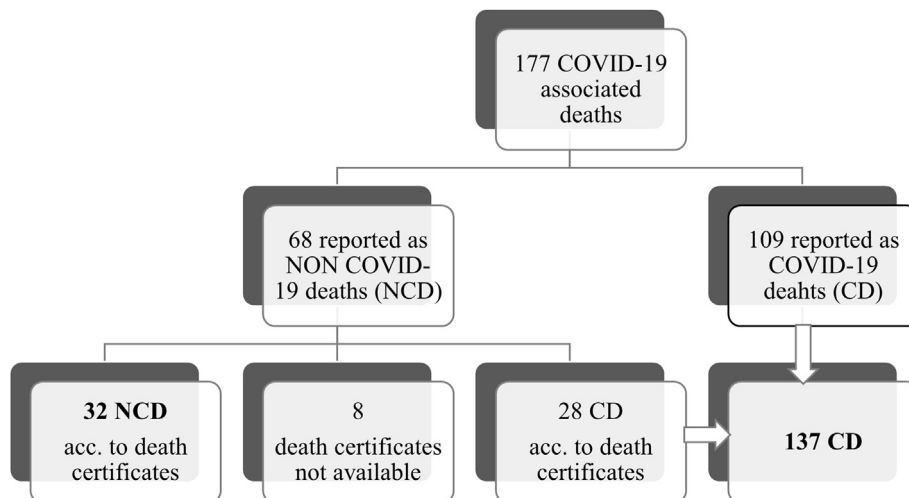 177 COVID-19
associated
deaths
68 reported as
NON COVID-
19 deaths (NCD)
109 reported as
COVID-19
deahts (CD)
32 NCD
acc. to death
certificates
8
death certificates
not available
28 CD
acc. to death
certificates
137 CD